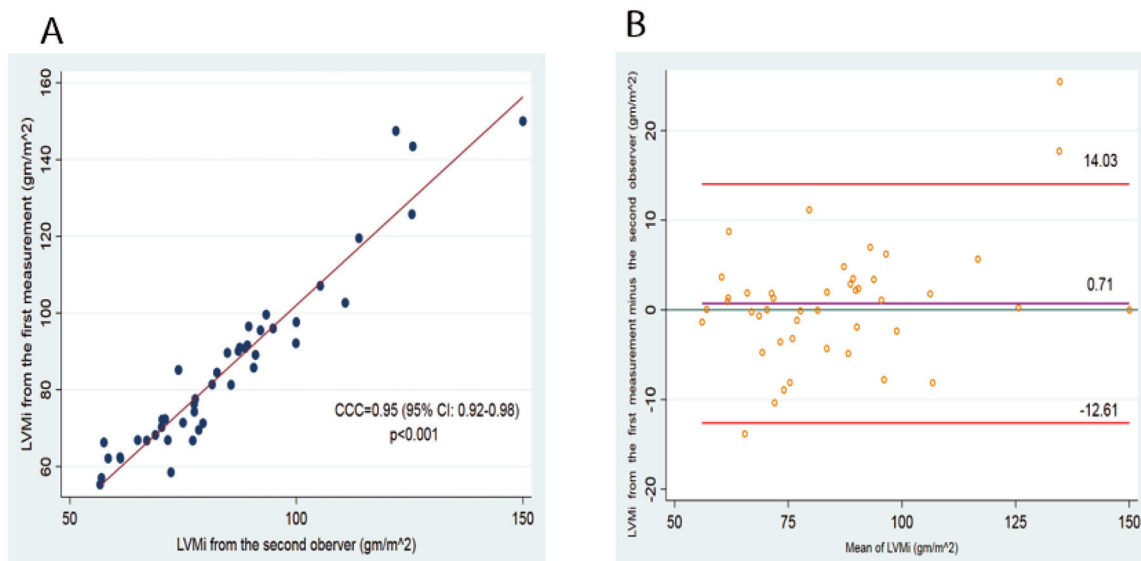 A
LVMi from the first measurement (gm/m^2)
160
140
120
100
80
60
CCC=0.95 (95% CI: 0.92-0.98)
p<0.001
50
100
150
LVMi from the second oberver (gm/m^2)
B
LVMi from the first measurement minus the second observer (gm/m^2)
20
10
0
-10
-20
14.03
0.71
-12.61
50
75
100
125
150
Mean of LVMi (gm/m^2)